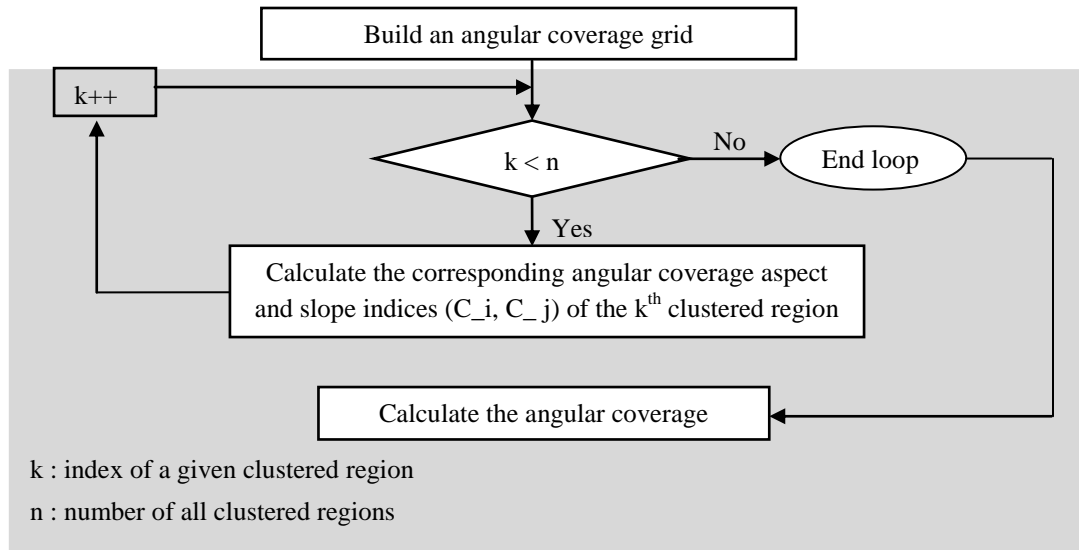 Build an angular coverage grid
k++
k < n
No
End loop
Yes
Calculate the corresponding angular coverage aspect
and slope indices (C_i, C_ j) of the kth clustered region
Calculate the angular coverage
k : index of a given clustered region
n : number of all clustered regions